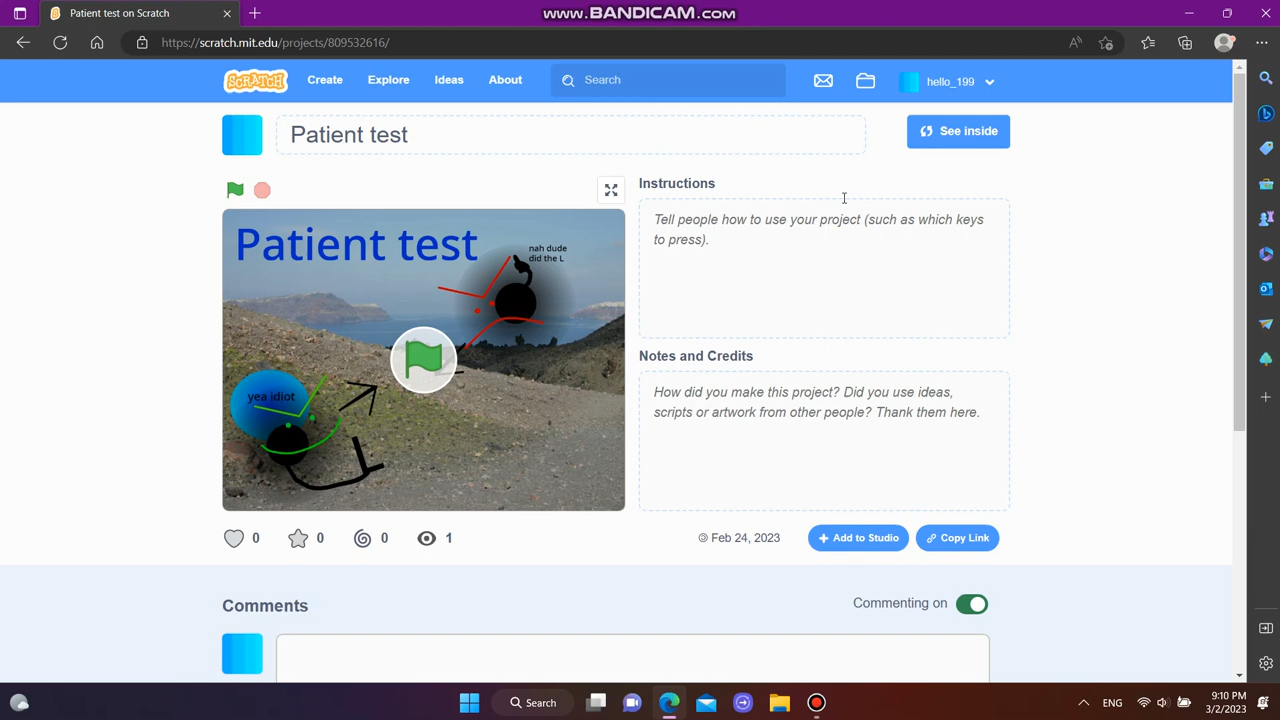 www.BANDICAM.com
Patient test on Scratch
https://scratch.mit.edu/projects/809532616/
SCRATCH
Create
Explore
Ideas
About
Search
hello_199
Patient test
See inside
Instructions
Tell people how to use your project (such as which keys
to press).
Patient test
nah dude
did the L
yea idiot
Notes and Credits
How did you make this project? Did you use ideas,
scripts or artwork from other people? Thank them here.
0
0
0
1
© Feb 24, 2023
Add to Studio
Copy Link
Comments
Commenting on
Search
ENG
9:10 PM
3/2/2023